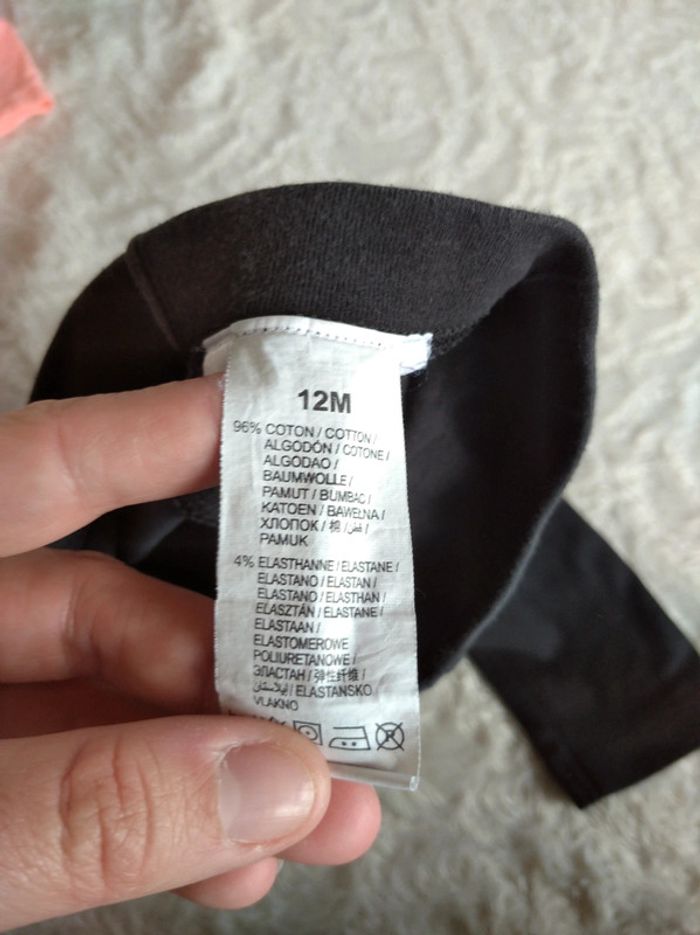 12M
96% COTON / COTTON /
ALGODÓN / COTONE /
ALGODAO /
BAUMWOLLE /
PAMUT / BUMBAC /
KATOEN / BAWEŁNA /
ХЛОПОК / 棉 / قطن /
PAMUK
4% ELASTHANNE / ELASTANE /
ELASTANO / ELASTAN /
ELASTANO / ELASTHAN /
ELASZTÁN / ELASTANE /
ELASTAAN /
ELASTOMEROWE
POLIURETANOWE /
ЭЛАСТАН / 弹性纤维 /
إيلاستان / ELASTANSKO
VLAKNO